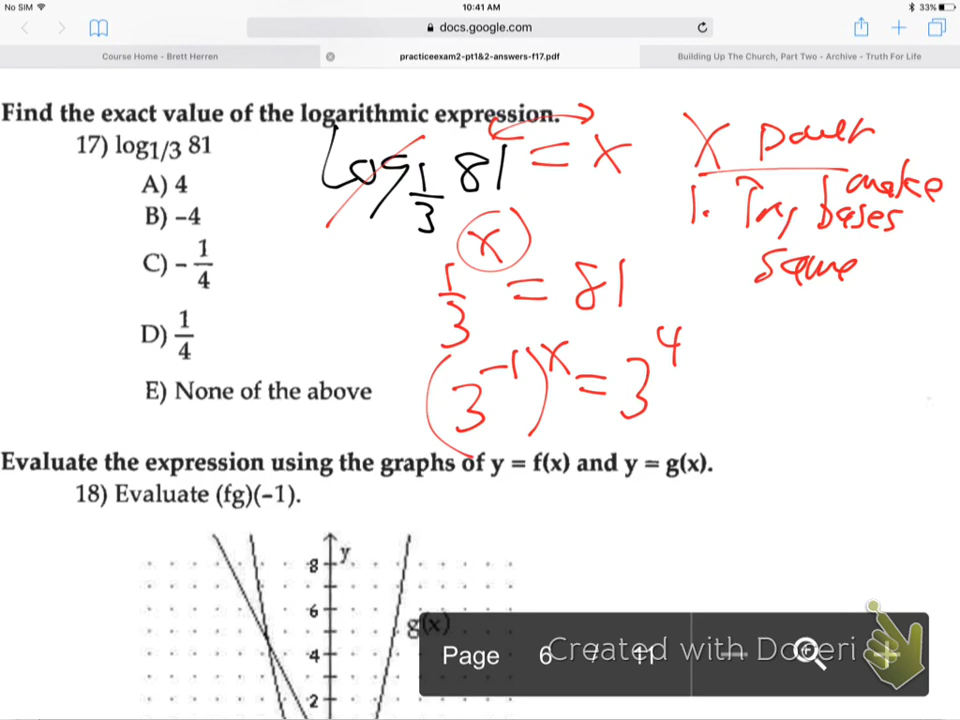 No SIM 10:41 AM 33%
docs.google.com
Course Home - Brett Herren
practiceexam2-pt1&2-answers-f17.pdf
Building Up The Church, Part Two - Archive - Truth For Life
Find the exact value of the logarithmic expression.
17) log1/3 81
A) 4
B) −4
C) − 1/4
D) 1/4
E) None of the above
log 1/3 81 = x
1/3 x = 81
(3^−1)^x = 3^4
X power
1. Try make bases
same
Evaluate the expression using the graphs of y = f(x) and y = g(x).
18) Evaluate (fg)(−1).
y
8
6
4
2
g(x)
Page 6 / 11
Created with Doceri